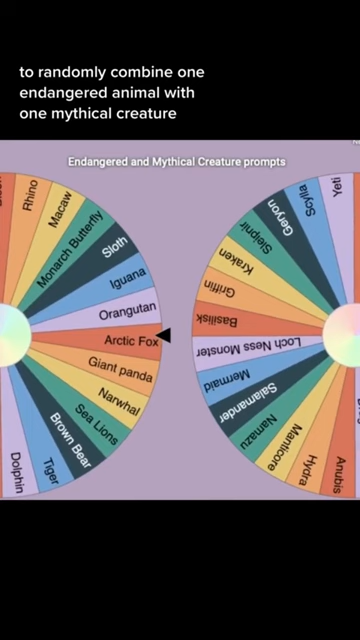 to randomly combine one
endangered animal with
one mythical creature
Endangered and Mythical Creature prompts
Rhino
Macaw
Monarch Butterfly
Sloth
Iguana
Orangutan
Arctic Fox
Giant panda
Narwhal
Sea Lions
Brown Bear
Tiger
Dolphin
Yeti
Scylla
Geryon
Sleipnir
Kraken
Griffin
Basilisk
Loch Ness Monster
Mermaid
Salamander
Namazu
Manticore
Hydra
Anubis